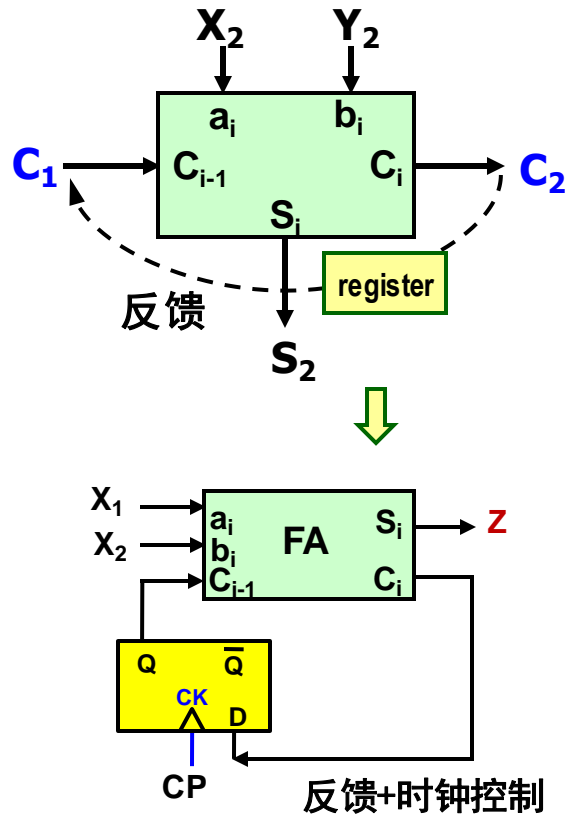 X₂ Y₂
aᵢ bᵢ
C₁ Cᵢ₋₁ Cᵢ C₂
Sᵢ
register
反馈
S₂
X₁ aᵢ Sᵢ Z
X₂ bᵢ FA
Cᵢ₋₁ Cᵢ
Q Q̅
CK
D
CP
反馈+时钟控制